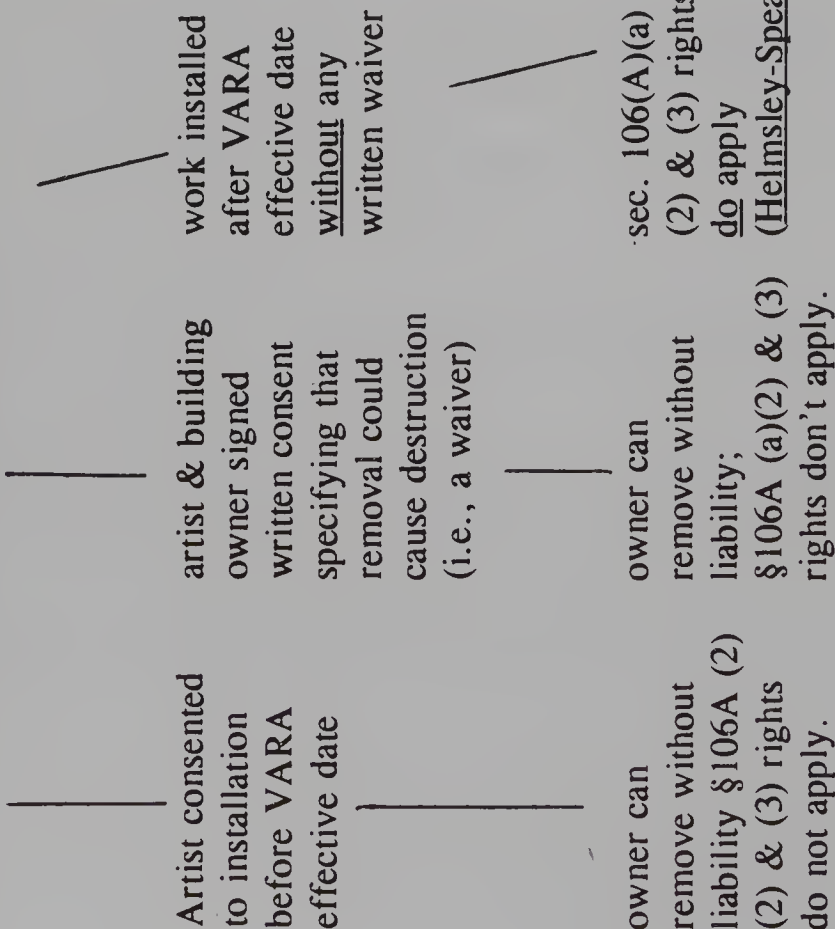 Artist consented
to installation
before VARA
effective date
artist & building
owner signed
written consent
specifying that
removal could
cause destruction
(i.e., a waiver)
work installed
after VARA
effective date
without any
written waiver
owner can
remove without
liability §106A (2)
(2) & (3) rights
do not apply.
owner can
remove without
liability;
§106A (a)(2) & (3)
rights don't apply.
sec. 106(A)(a)
(2) & (3) rights
do apply
(Helmsley-Spea